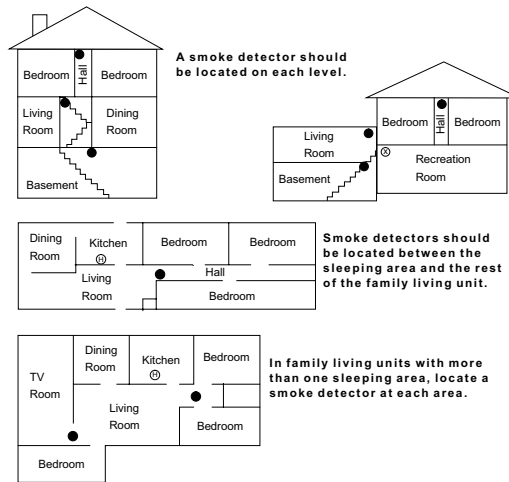 A smoke detector should
be located on each level.
Bedroom
Hall
Bedroom
Living
Room
Dining
Room
Basement
Bedroom
Hall
Bedroom
Living
Room
X
Recreation
Room
Basement
Dining
Room
Kitchen
H
Bedroom
Bedroom
Living
Room
Hall
Bedroom
Smoke detectors should
be located between the
sleeping area and the rest
of the family living unit.
TV
Room
Dining
Room
Kitchen
H
Bedroom
Living
Room
Bedroom
Bedroom
In family living units with more
than one sleeping area, locate a
smoke detector at each area.